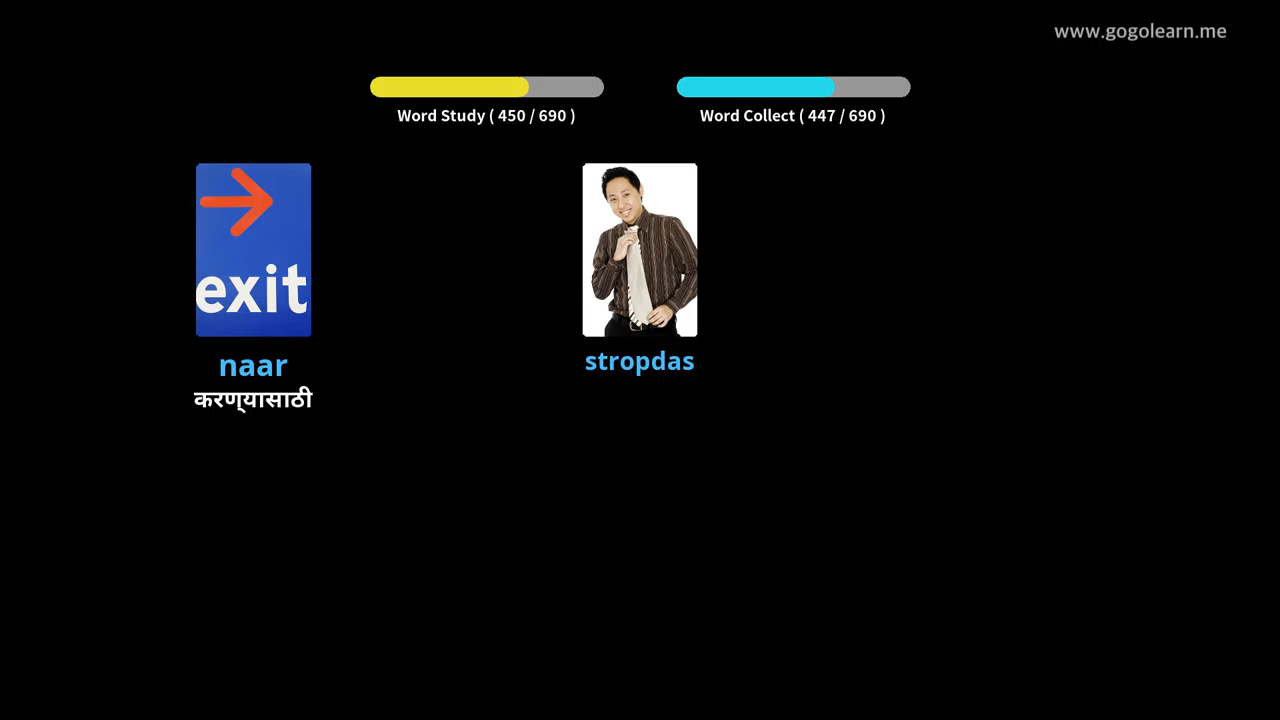 www.gogolearn.me
Word Study ( 450 / 690 )
Word Collect ( 447 / 690 )
exit
naar
करण्यासाठी
stropdas